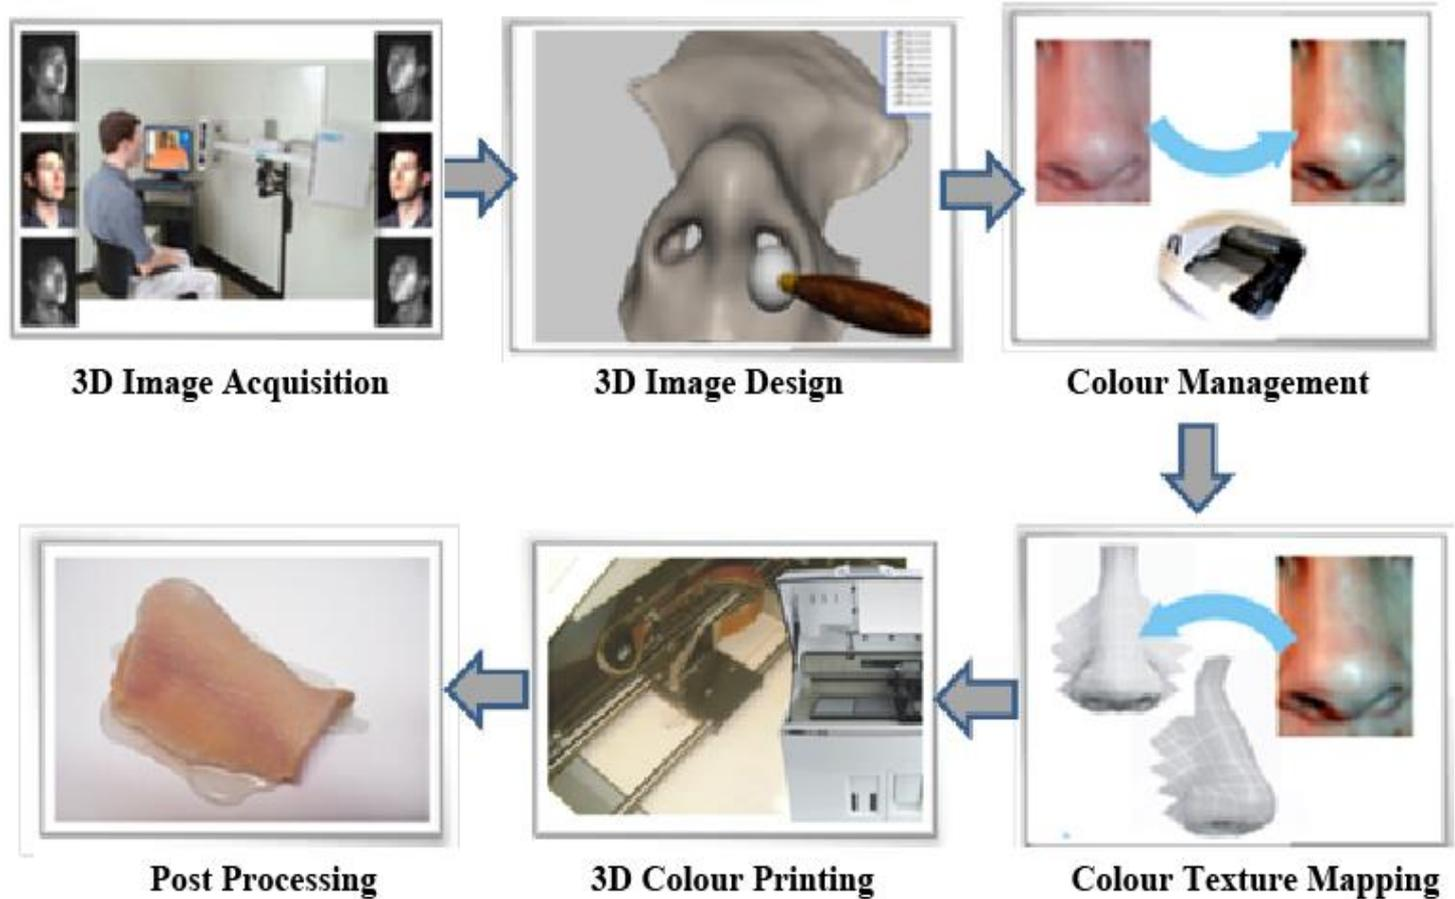 3D Image Acquisition
3D Image Design
Colour Management
Post Processing
3D Colour Printing
Colour Texture Mapping